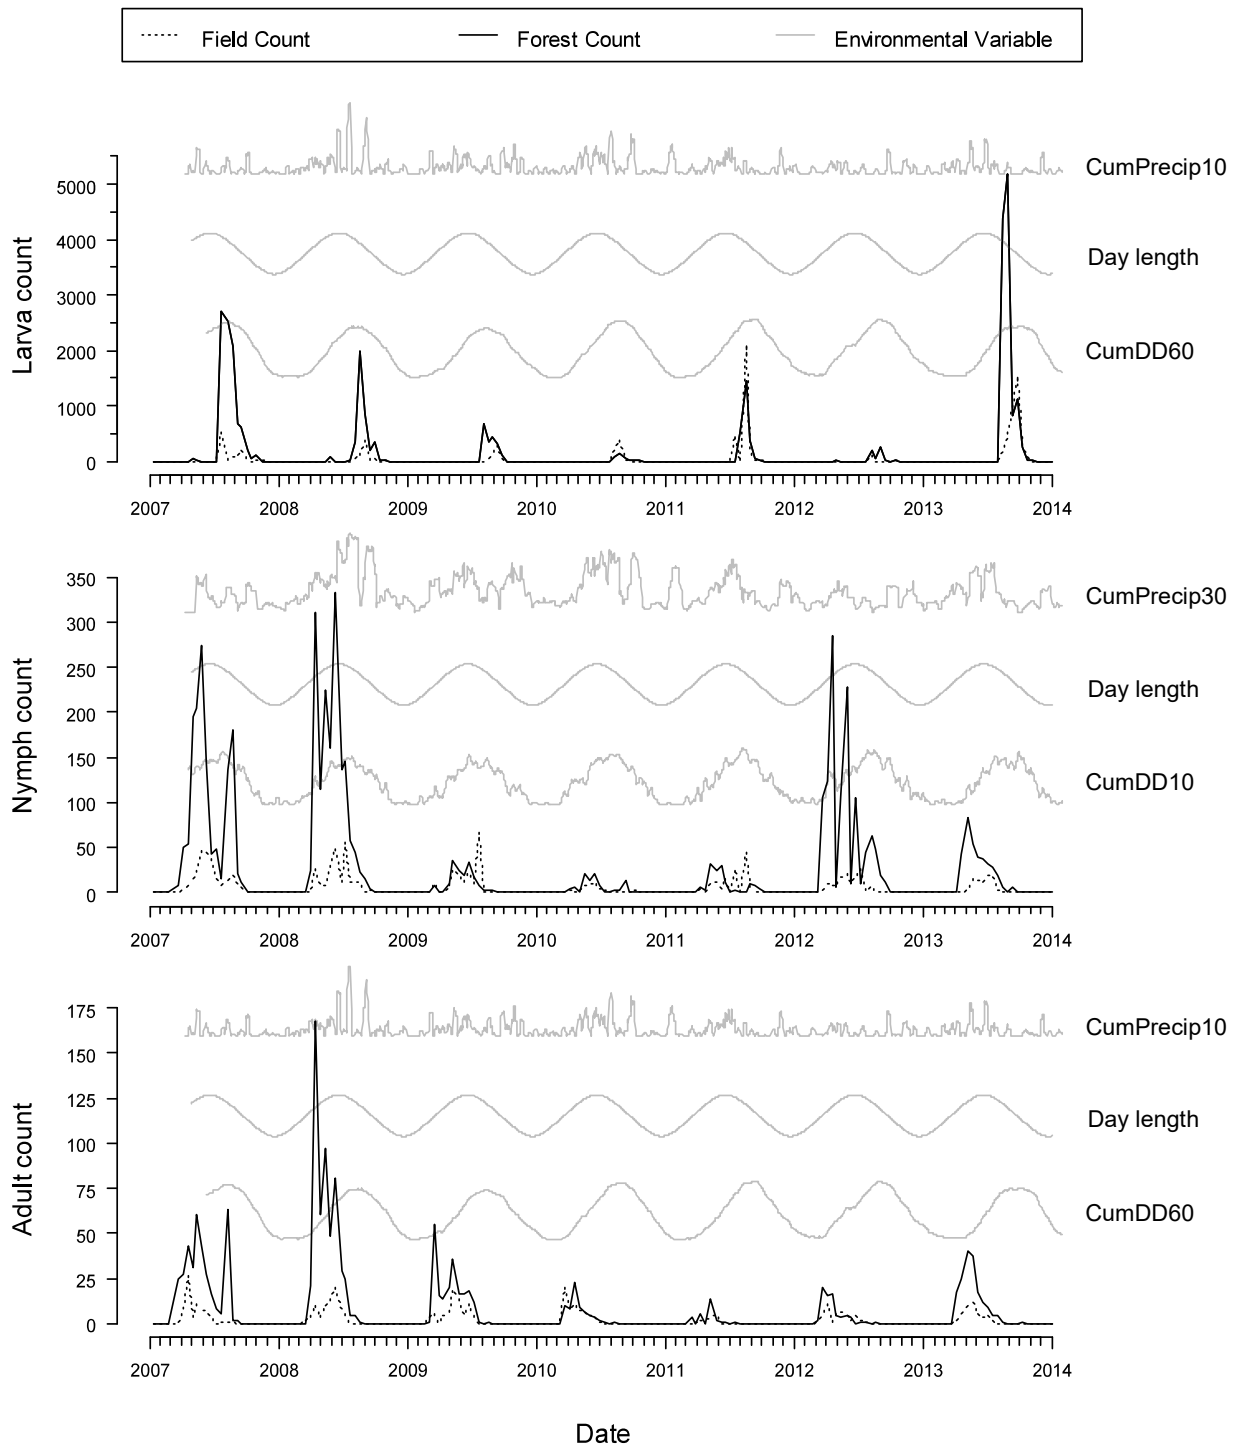 Field Count Forest Count Environmental Variable
Larva count
5000
4000
3000
2000
1000
0
CumPrecip10
Day length
CumDD60
2007 2008 2009 2010 2011 2012 2013 2014
Nymph count
350
300
250
200
150
100
50
0
CumPrecip30
Day length
CumDD10
2007 2008 2009 2010 2011 2012 2013 2014
Adult count
175
150
125
100
75
50
25
0
CumPrecip10
Day length
CumDD60
2007 2008 2009 2010 2011 2012 2013 2014
Date